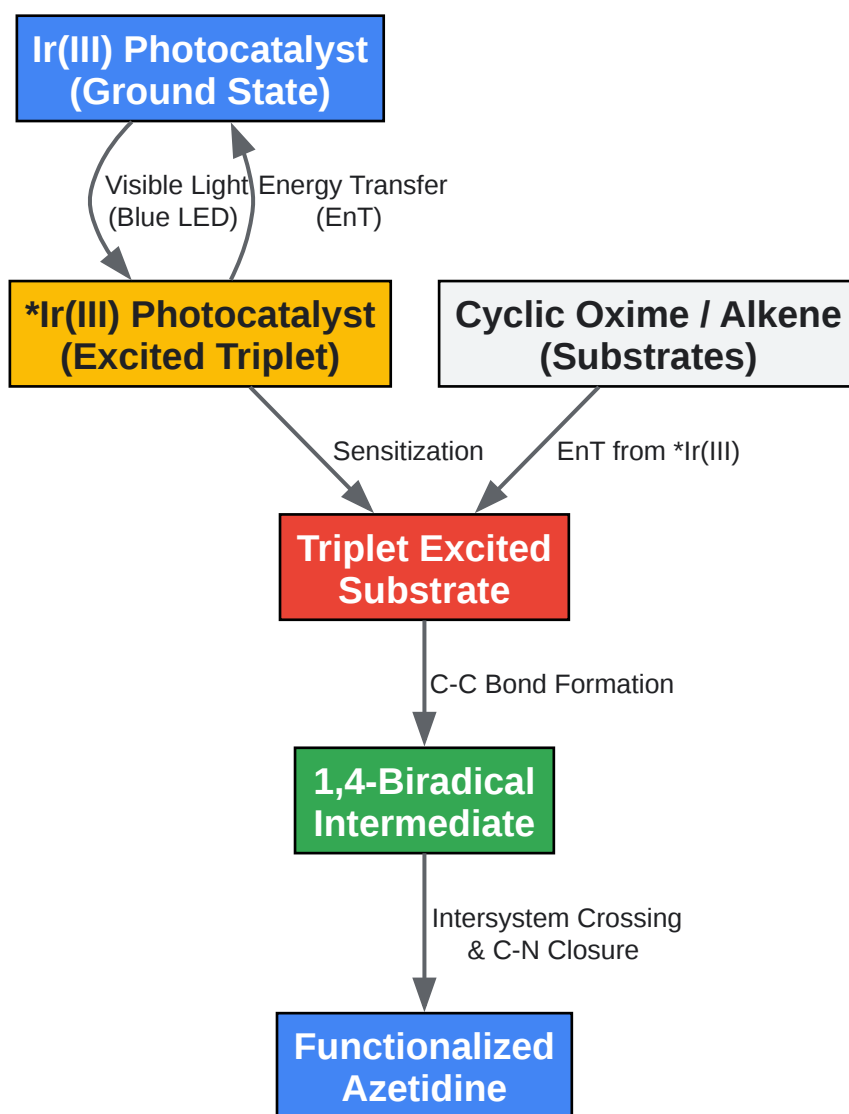 Ir(III) Photocatalyst
(Ground State)
Visible Light
(Blue LED)
Energy Transfer
(EnT)
*Ir(III) Photocatalyst
(Excited Triplet)
Cyclic Oxime / Alkene
(Substrates)
Sensitization
EnT from *Ir(III)
Triplet Excited
Substrate
C-C Bond Formation
1,4-Biradical
Intermediate
Intersystem Crossing
& C-N Closure
Functionalized
Azetidine